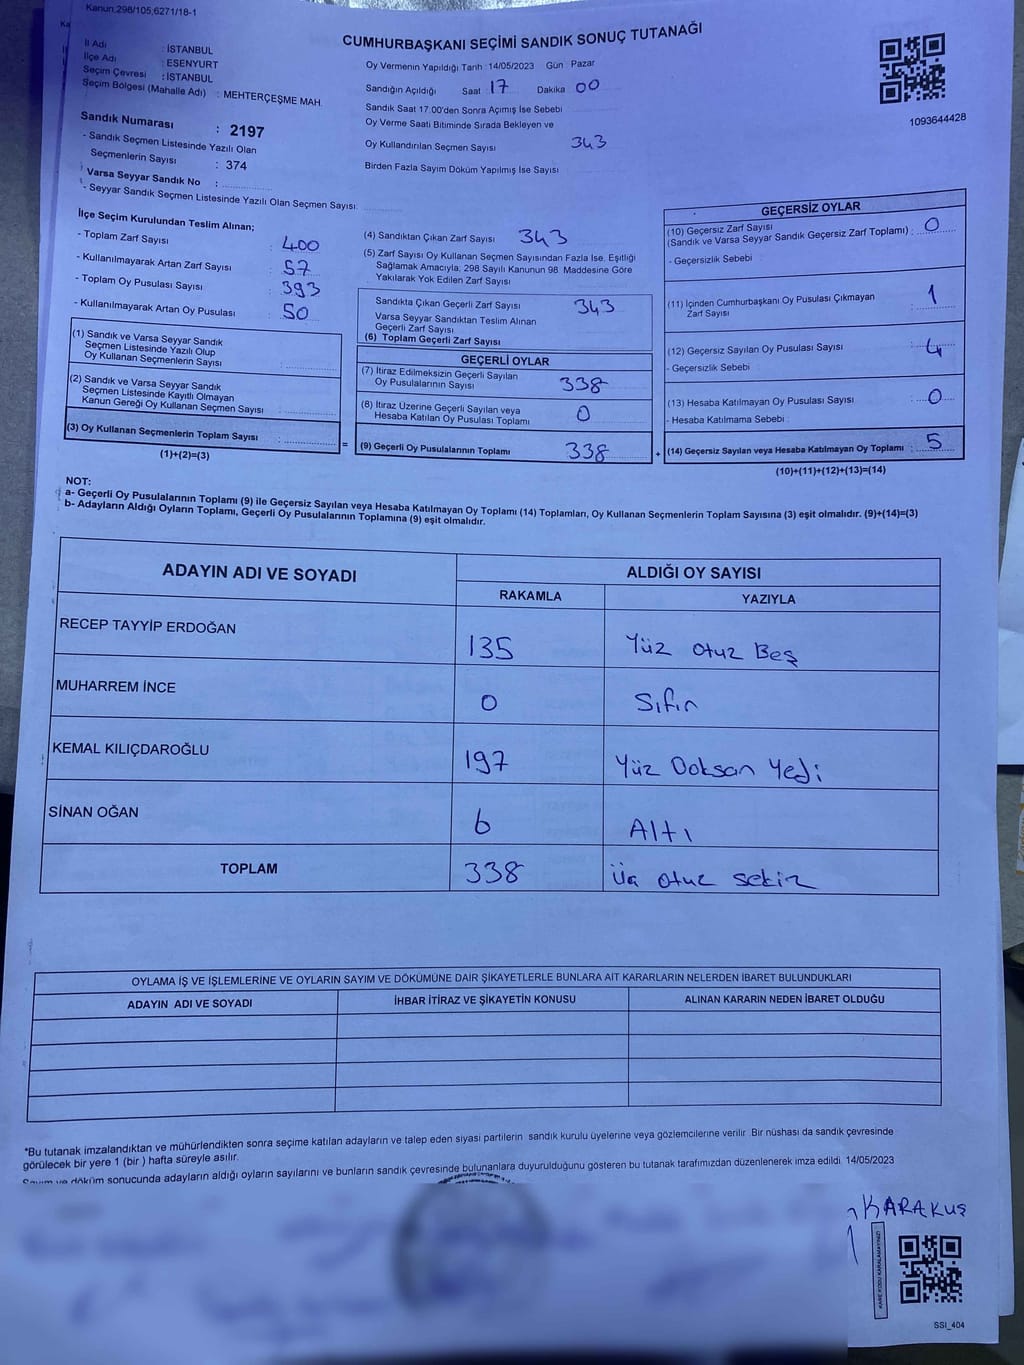 Kanun.298/105,6271/18-1
CUMHURBAŞKANI SEÇİMİ SANDIK SONUÇ TUTANAĞI
İl Adı : İSTANBUL
İlçe Adı : ESENYURT
Seçim Çevresi : İSTANBUL
Seçim Bölgesi (Mahalle Adı) : MEHTERÇEŞME MAH.
Sandık Numarası : 2197
- Sandık Seçmen Listesinde Yazılı Olan
Seçmenlerin Sayısı : 374
Varsa Seyyar Sandık No :
- Seyyar Sandık Seçmen Listesinde Yazılı Olan Seçmen Sayısı:
Oy Vermenin Yapıldığı Tarih : 14/05/2023 Gün Pazar
Sandığın Açıldığı Saat 17 Dakika 00
Sandık Saat 17.00'den Sonra Açımış İse Sebebi
Oy Verme Saati Bitiminde Sırada Bekleyen ve
Oy Kullandırılan Seçmen Sayısı 343
Birden Fazla Sayım Döküm Yapılmış İse Sayısı
1093644428
İlçe Seçim Kurulundan Teslim Alınan;
- Toplam Zarf Sayısı : 400
- Kullanılmayarak Artan Zarf Sayısı : 57
- Toplam Oy Pusulası Sayısı : 393
- Kullanılmayarak Artan Oy Pusulası : 50
(1) Sandık ve Varsa Seyyar Sandık
Seçmen Listesinde Yazılı Olup
Oy Kullanan Seçmenlerin Sayısı :
(2) Sandık ve Varsa Seyyar Sandık
Seçmen Listesinde Kayıtlı Olmayan
Kanun Gereği Oy Kullanan Seçmen Sayısı :
(3) Oy Kullanan Seçmenlerin Toplam Sayısı :
(1)+(2)=(3)
(4) Sandıktan Çıkan Zarf Sayısı 343
(5) Zarf Sayısı Oy Kullanan Seçmen Sayısından Fazla İse, Eşitliği
Sağlamak Amacıyla, 298 Sayılı Kanunun 98. Maddesine Göre
Yakılarak Yok Edilen Zarf Sayısı
Sandıkta Çıkan Geçerli Zarf Sayısı 343
Varsa Seyyar Sandıktan Teslim Alınan
Geçerli Zarf Sayısı
(6) Toplam Geçerli Zarf Sayısı
GEÇERLİ OYLAR
(7) İtiraz Edilmeksizin Geçerli Sayılan
Oy Pusulalarının Sayısı 338
(8) İtiraz Üzerine Geçerli Sayılan veya
Hesaba Katılan Oy Pusulası Toplamı 0
= (9) Geçerli Oy Pusulalarının Toplamı 338
GEÇERSİZ OYLAR
(10) Geçersiz Zarf Sayısı
(Sandık ve Varsa Seyyar Sandık Geçersiz Zarf Toplamı) : 0
- Geçersizlik Sebebi
(11) İçinden Cumhurbaşkanı Oy Pusulası Çıkmayan
Zarf Sayısı 1
(12) Geçersiz Sayılan Oy Pusulası Sayısı 4
- Geçersizlik Sebebi
(13) Hesaba Katılmayan Oy Pusulası Sayısı 0
- Hesaba Katılmama Sebebi :
+ (14) Geçersiz Sayılan veya Hesaba Katılmayan Oy Toplamı : 5
(10)+(11)+(12)+(13)=(14)
NOT:
a- Geçerli Oy Pusulalarının Toplamı (9) ile Geçersiz Sayılan veya Hesaba Katılmayan Oy Toplamı (14) Toplamları, Oy Kullanan Seçmenlerin Toplam Sayısına (3) eşit olmalıdır. (9)+(14)=(3)
b- Adayların Aldığı Oyların Toplamı, Geçerli Oy Pusulalarının Toplamına (9) eşit olmalıdır.
ADAYIN ADI VE SOYADI ALDIĞI OY SAYISI
RAKAMLA YAZIYLA
RECEP TAYYİP ERDOĞAN 135 Yüz otuz Beş
MUHARREM İNCE 0 Sıfır
KEMAL KILIÇDAROĞLU 197 Yüz Doksan Yedi
SİNAN OĞAN 6 Altı
TOPLAM 338 Üç otuz sekiz
OYLAMA İŞ VE İŞLEMLERİNE VE OYLARIN SAYIM VE DÖKÜMÜNE DAİR ŞİKAYETLERLE BUNLARA AİT KARARLARIN NELERDEN İBARET BULUNDUKLARI
ADAYIN ADI VE SOYADI İHBAR İTİRAZ VE ŞİKAYETİN KONUSU ALINAN KARARIN NEDEN İBARET OLDUĞU
*Bu tutanak imzalandıktan ve mühürlendikten sonra seçime katılan adayların ve talep eden siyasi partilerin sandık kurulu üyelerine veya gözlemcilerine verilir. Bir nüshası da sandık çevresinde
görülecek bir yere 1 (bir) hafta süreyle asılır.
Sayım ve döküm sonucunda adayların aldığı oyların sayılarını ve bunların sandık çevresinde bulunanlara duyurulduğunu gösteren bu tutanak tarafımızdan düzenlenerek imza edildi. 14/05/2023
KARAKUŞ
KARE KODU KARALAMAYINIZ!
SSI_404